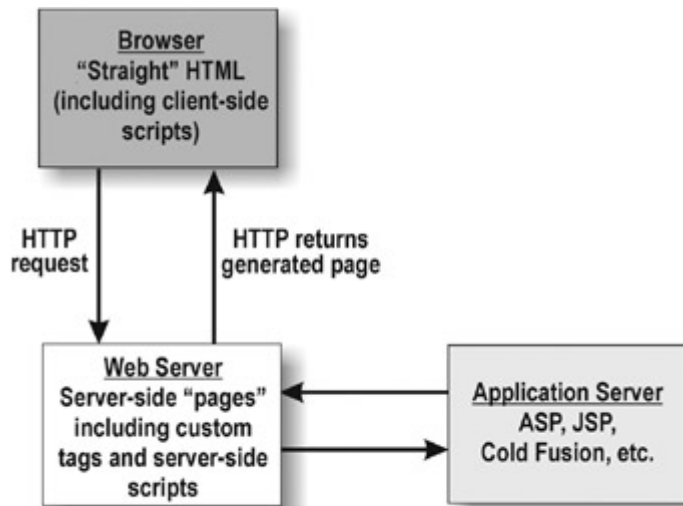 Browser
“Straight” HTML
(including client-side
scripts)
HTTP
request
HTTP returns
generated page
Web Server
Server-side “pages”
including custom
tags and server-side
scripts
Application Server
ASP, JSP,
Cold Fusion, etc.